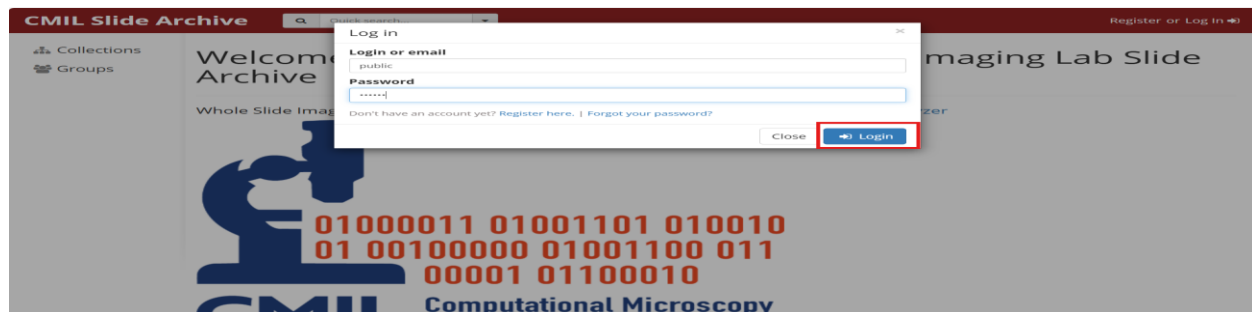 CMIL Slide Archive
Quick search...
Register or Log In
Log in
×
Collections
Groups
Login or email
public
Password
••••••
Don't have an account yet? Register here. | Forgot your password?
Close
Login
Welcom
maging Lab Slide
Archive
Whole Slide Imag
zer
01000011 01001101 010010
01 00100000 01001100 011
00001 01100010
CMIL
Computational Microscopy